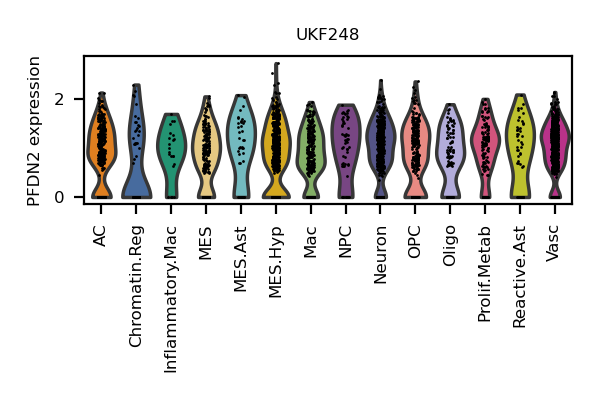 UKF248
PFDN2 expression
2
0
AC
Chromatin.Reg
Inflammatory.Mac
MES
MES.Ast
MES.Hyp
Mac
NPC
Neuron
OPC
Oligo
Prolif.Metab
Reactive.Ast
Vasc